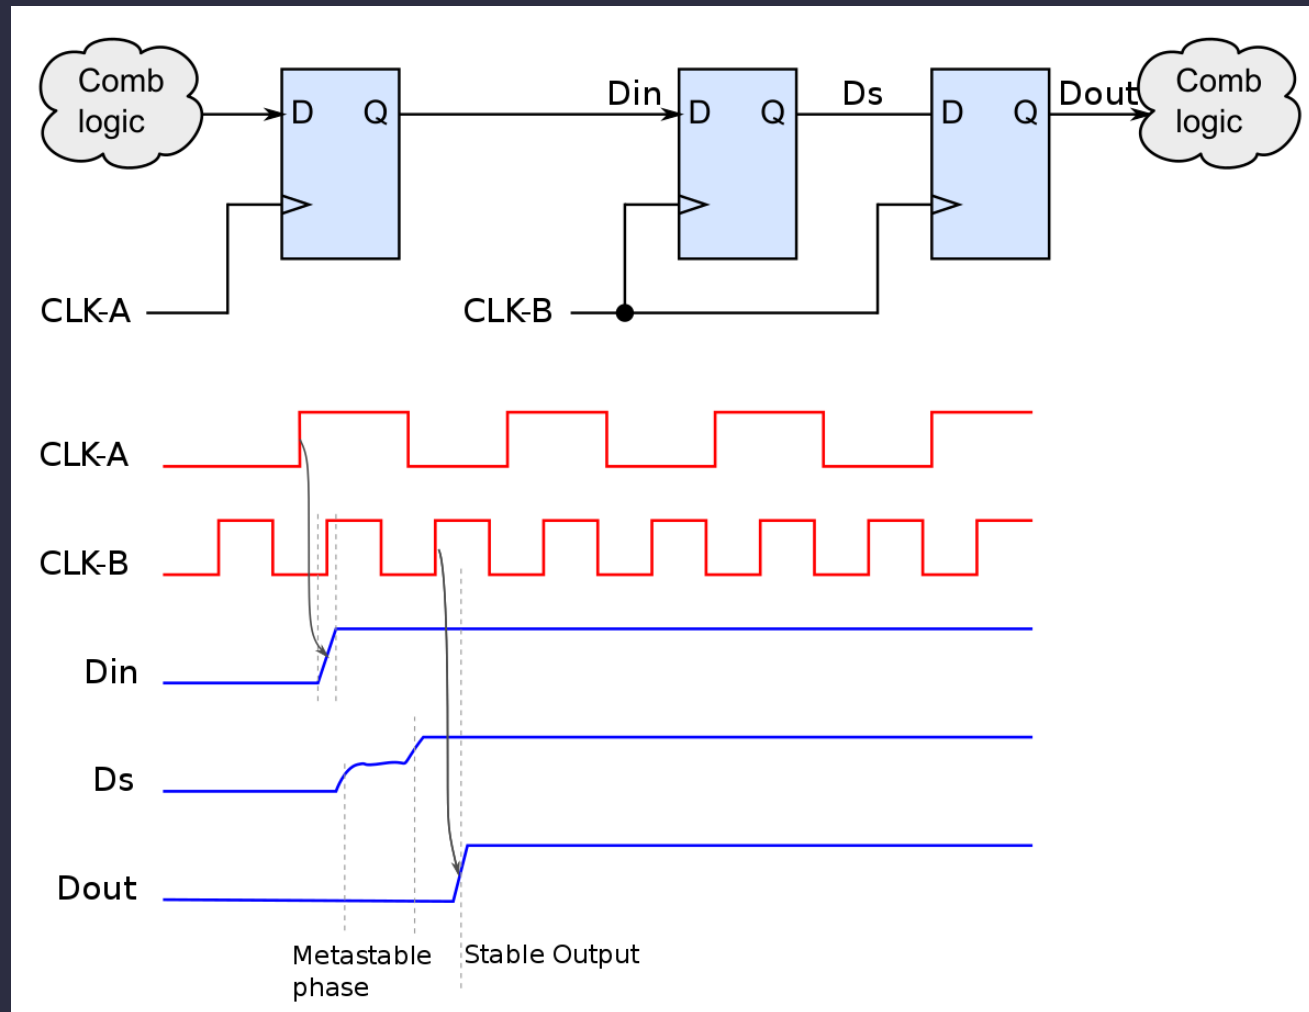 Comb
logic
D
Q
Din
D
Q
Ds
D
Q
Dout
Comb
logic
CLK-A
CLK-B
CLK-A
CLK-B
Din
Ds
Dout
Metastable
phase
Stable Output